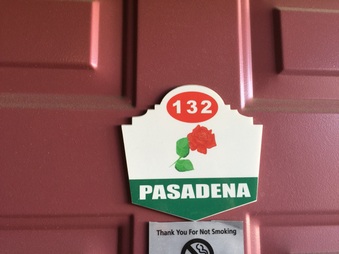 132
PASADENA
Thank You For Not Smoking